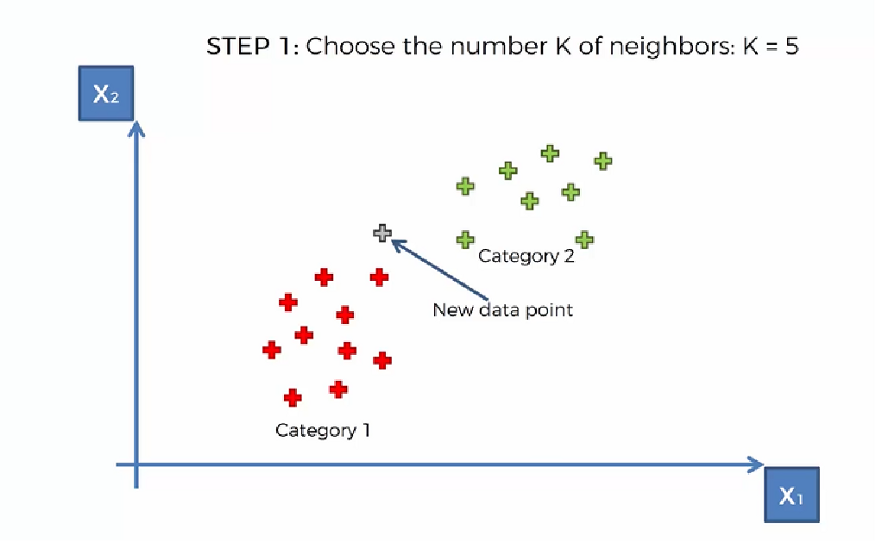 STEP 1: Choose the number K of neighbors: K = 5
X2
Category 2
New data point
Category 1
X1